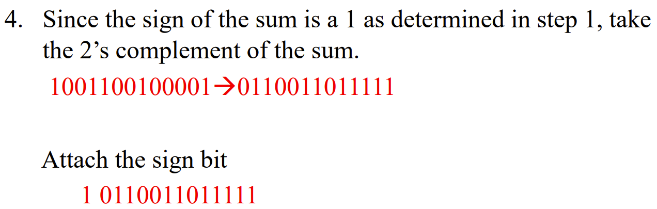 4. Since the sign of the sum is a 1 as determined in step 1, take
the 2’s complement of the sum.
1001100100001→0110011011111
Attach the sign bit
1 0110011011111